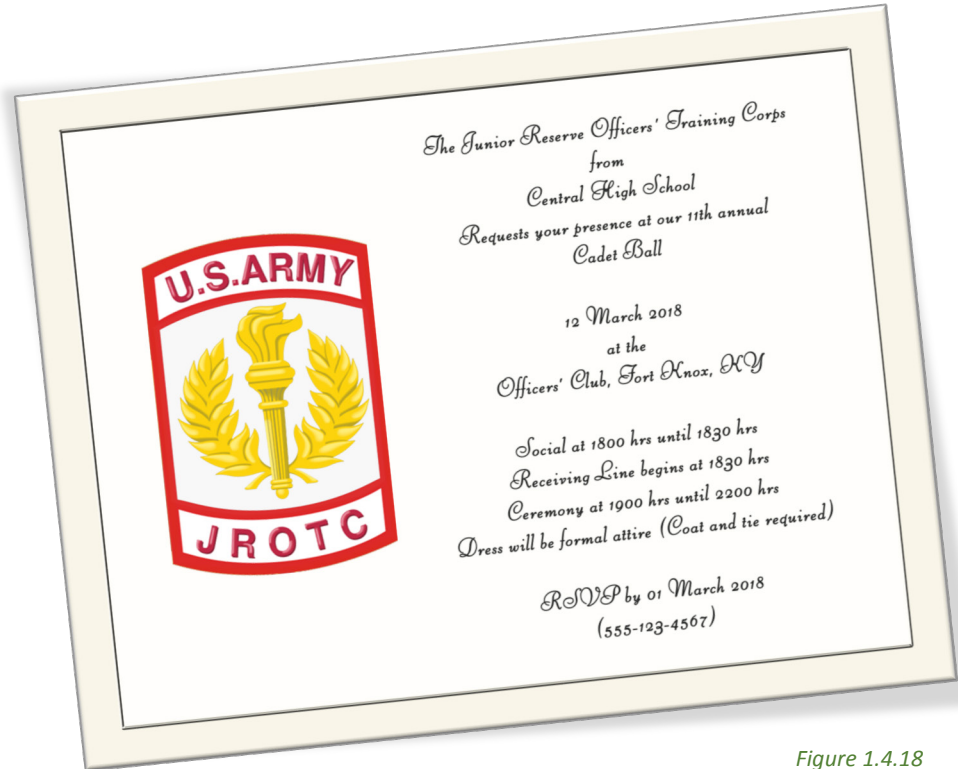 U.S.ARMY
JROTC
The Junior Reserve Officers' Training Corps
from
Central High School
Requests your presence at our 11th annual
Cadet Ball
12 March 2018
at the
Officers' Club, Fort Knox, KY
Social at 1800 hrs until 1830 hrs
Receiving Line begins at 1830 hrs
Ceremony at 1900 hrs until 2200 hrs
Dress will be formal attire (Coat and tie required)
RSVP by 01 March 2018
(555-123-4567)
Figure 1.4.18